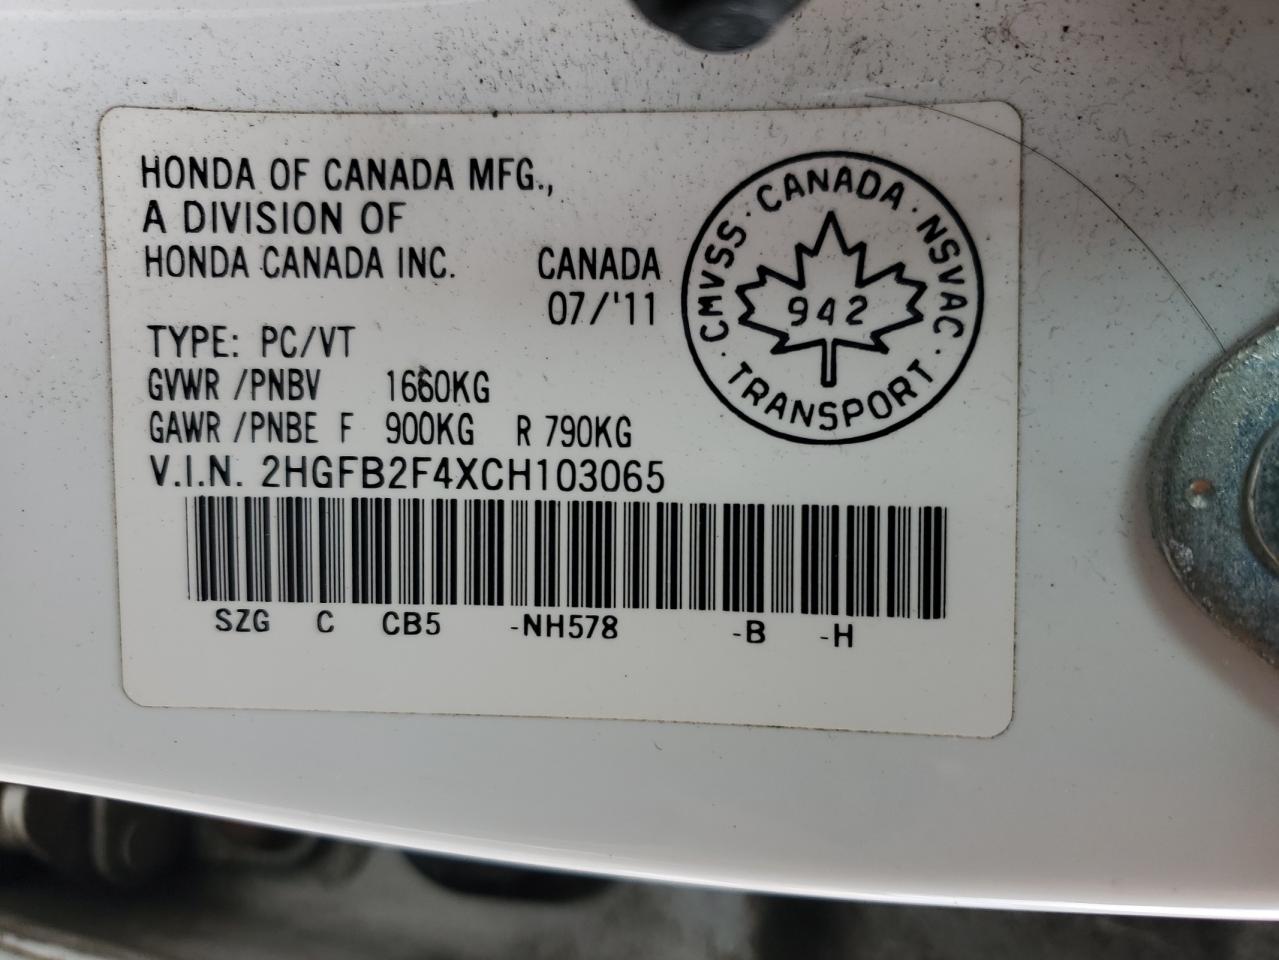 HONDA OF CANADA MFG.,
A DIVISION OF
HONDA CANADA INC. CANADA
07/'11
CMVSS · CANADA · NSVAC · TRANSPORT ·
942
TYPE: PC/VT
GVWR /PNBV 1660KG
GAWR /PNBE F 900KG R 790KG
V.I.N. 2HGFB2F4XCH103065
SZG C CB5 -NH578 -B -H